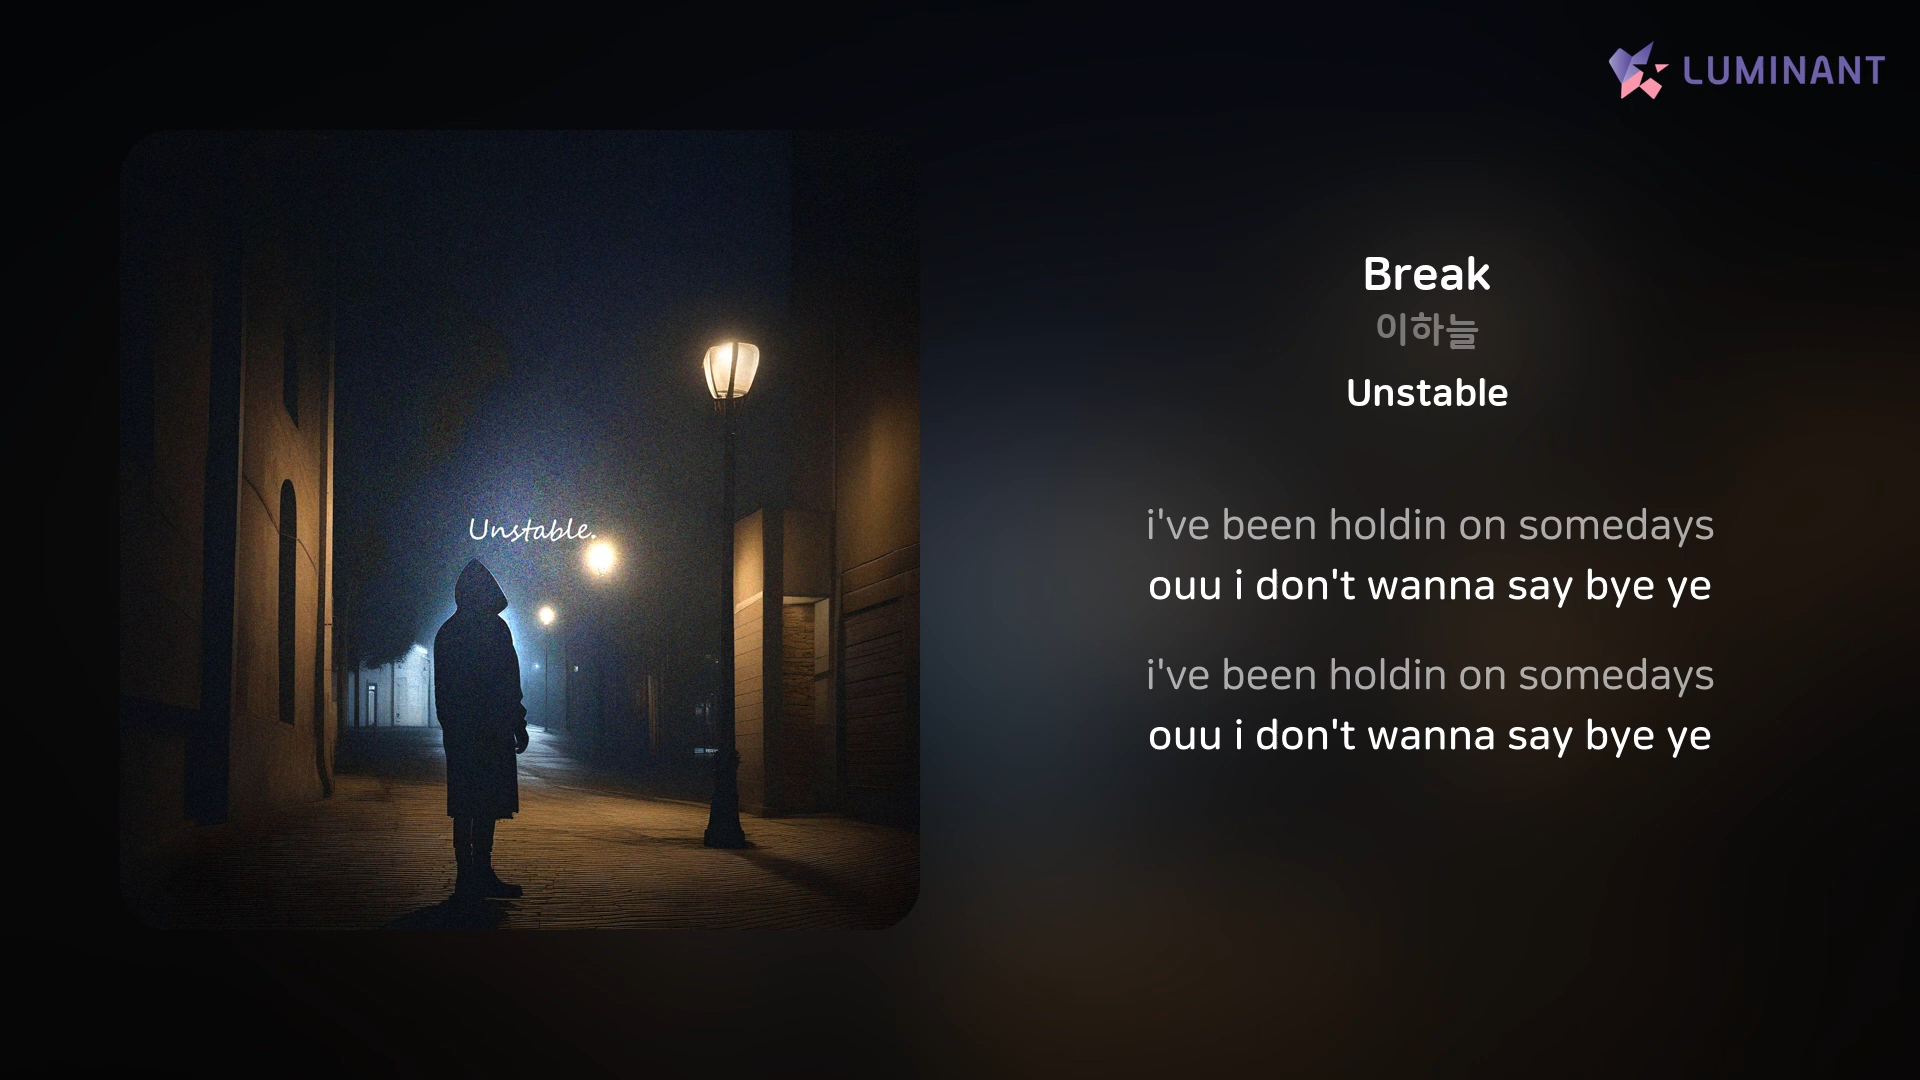 LUMINANT
Unstable.
Break
이하늘
Unstable
i've been holdin on somedays
ouu i don't wanna say bye ye
i've been holdin on somedays
ouu i don't wanna say bye ye